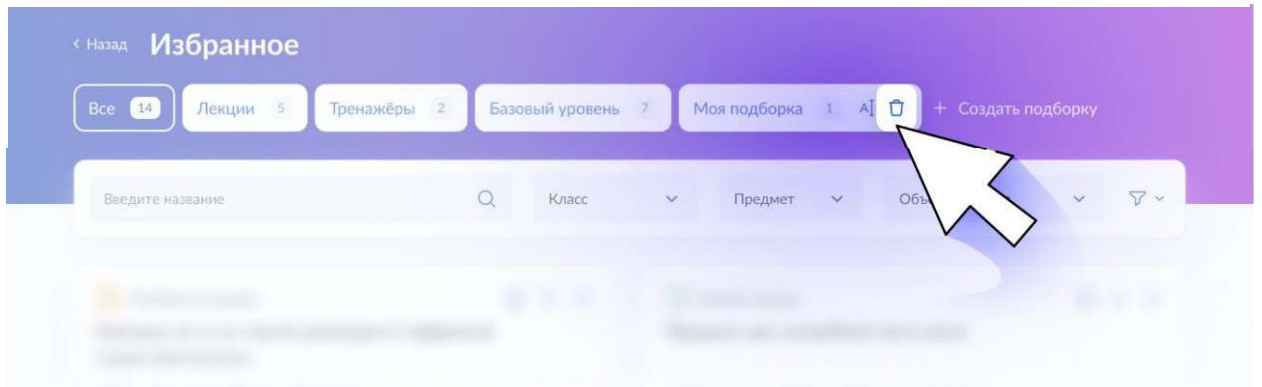 < Назад Избранное
Все 14 Лекции 5 Тренажёры 2 Базовый уровень 7 Моя подборка 1 + Создать подборку
Введите название Класс Предмет